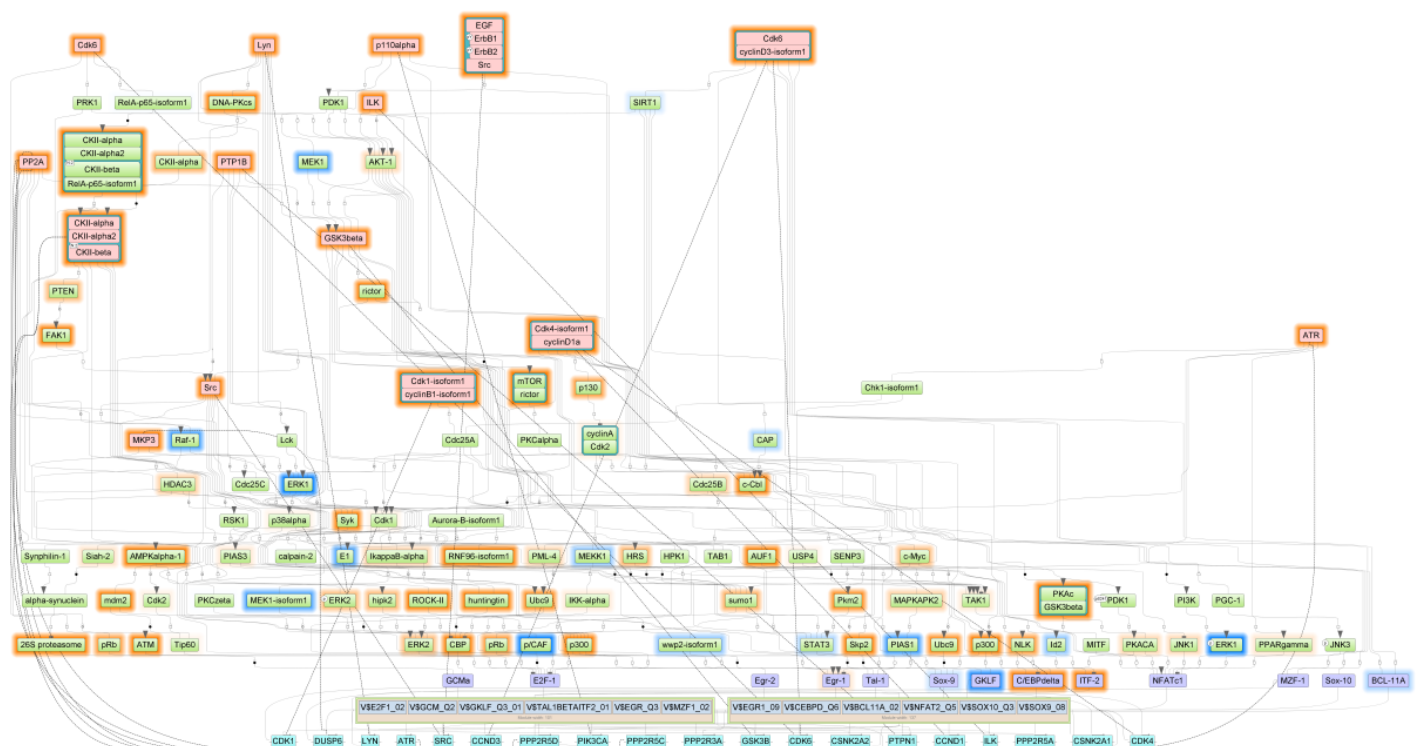 EGF
ErbB1
ErbB2
Src
Cdk6
Lyn
p110alpha
Cdk6
cyclinD3-isoform1
PRK1
RelA-p65-isoform1
DNA-PKcs
PDK1
ILK
SIRT1
CKII-alpha
CKII-alpha2
CKII-beta
RelA-p65-isoform1
PP2A
CKII-alpha
PTP1B
MEK1
AKT-1
CKII-alpha
CKII-alpha2
CKII-beta
GSK3beta
PTEN
rictor
FAK1
Cdk4-isoform1
cyclinD1a
ATR
Src
Cdk1-isoform1
cyclinB1-isoform1
mTOR
rictor
p130
Chk1-isoform1
MKP3
Raf-1
Lck
Cdc25A
PKCalpha
cyclinA
Cdk2
CAP
HDAC3
Cdc25C
ERK1
Cdc25B
c-Cbl
RSK1
p38alpha
Syk
Cdk1
Aurora-B-isoform1
Synphilin-1
Siah-2
AMPKalpha-1
PIAS3
calpain-2
E1
IkappaB-alpha
RNF96-isoform1
PML-4
MEKK1
HRS
HPK1
TAB1
AUF1
USP4
SENP3
c-Myc
alpha-synuclein
mdm2
Cdk2
PKCzeta
MEK1-isoform1
ERK2
hipk2
ROCK-II
huntingtin
Ubc9
IKK-alpha
sumo1
Pkm2
MAPKAPK2
TAK1
PKAc
GSK3beta
PDK1
PI3K
PGC-1
26S proteasome
pRb
ATM
Tip60
ERK2
CBP
pRb
p/CAF
p300
wwp2-isoform1
STAT3
Skp2
PIAS1
Ubc9
p300
NLK
Id2
MITF
PKACA
JNK1
ERK1
PPARgamma
JNK3
GCMa
E2F-1
Egr-2
Egr-1
Tal-1
Sox-9
GKLF
C/EBPdelta
ITF-2
NFATc1
MZF-1
Sox-10
BCL-11A
V$E2F1_02
V$GCM_Q2
V$GKLF_Q3_01
V$TAL1BETAITF2_01
V$EGR_Q3
V$MZF1_02
V$EGR1_09
V$CEBPD_Q6
V$BCL11A_02
V$NFAT2_Q5
V$SOX10_Q3
V$SOX9_08
CDK1
DUSP6
LYN
ATR
SRC
CCND3
PPP2R5D
PIK3CA
PPP2R5C
PPP2R3A
GSK3B
CDK6
CSNK2A2
PTPN1
CCND1
ILK
PPP2R5A
CSNK2A1
CDK4